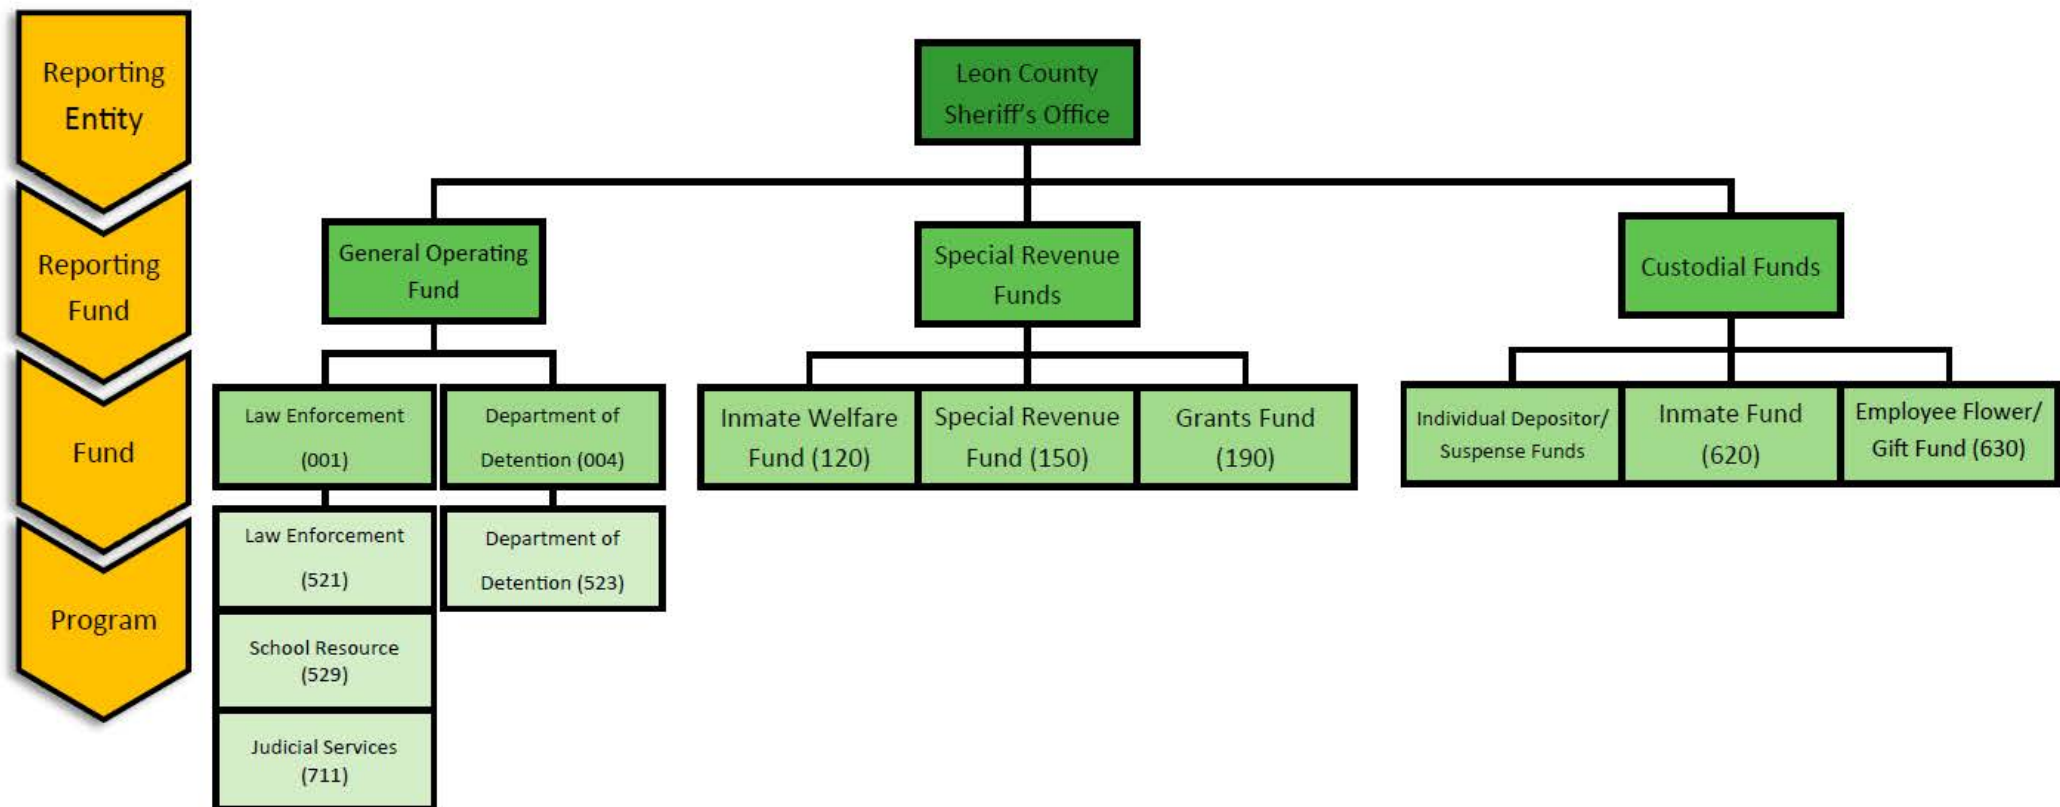 Reporting
Entity
Reporting
Fund
Fund
Program
Leon County
Sheriff's Office
General Operating
Fund
Special Revenue
Funds
Custodial Funds
Law Enforcement
(001)
Department of
Detention (004)
Inmate Welfare
Fund (120)
Special Revenue
Fund (150)
Grants Fund
(190)
Individual Depositor/
Suspense Funds
Inmate Fund
(620)
Employee Flower/
Gift Fund (630)
Law Enforcement
(521)
Department of
Detention (523)
School Resource
(529)
Judicial Services
(711)